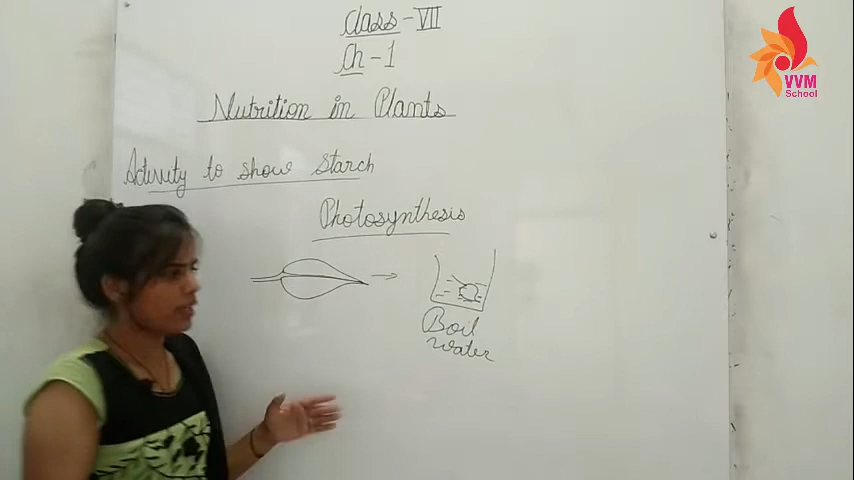 Class - VII
Ch - 1
Nutrition in Plants
Activity to show Starch
Photosynthesis
Boil
water
VVM
School